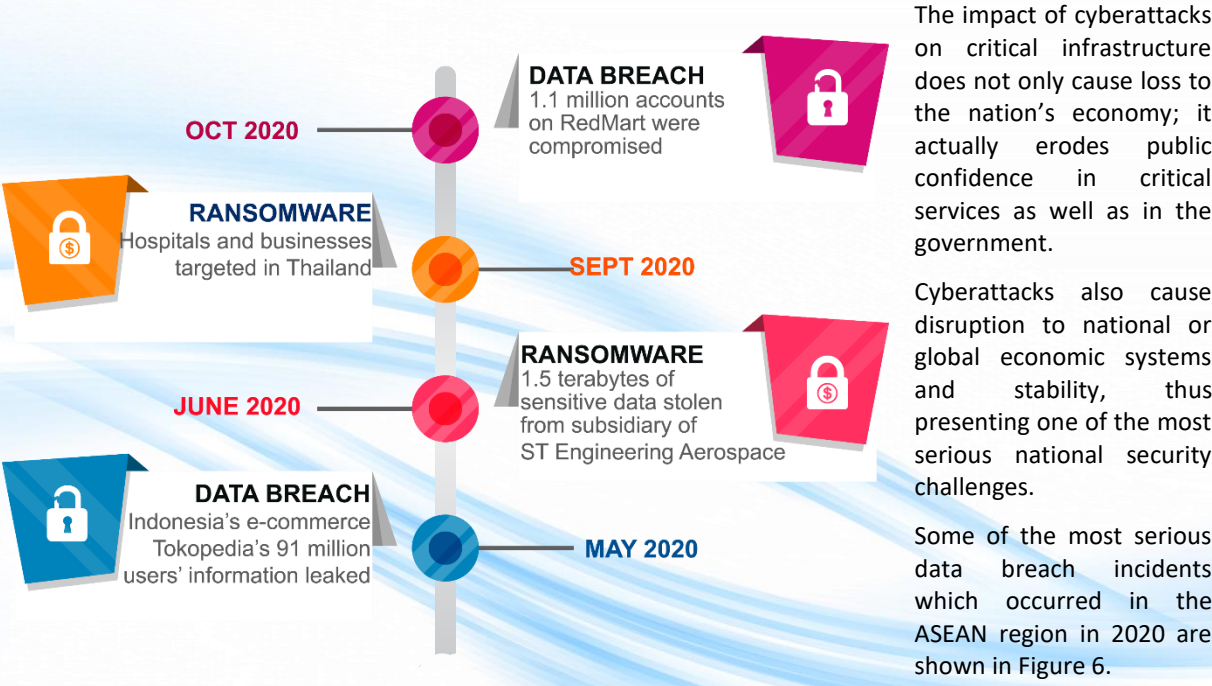 OCT 2020
DATA BREACH
1.1 million accounts
on RedMart were
compromised
RANSOMWARE
Hospitals and businesses
targeted in Thailand
SEPT 2020
JUNE 2020
RANSOMWARE
1.5 terabytes of
sensitive data stolen
from subsidiary of
ST Engineering Aerospace
DATA BREACH
Indonesia's e-commerce
Tokopedia's 91 million
users' information leaked
MAY 2020
The impact of cyberattacks
on critical infrastructure
does not only cause loss to
the nation’s economy; it
actually erodes public
confidence in critical
services as well as in the
government.
Cyberattacks also cause
disruption to national or
global economic systems
and stability, thus
presenting one of the most
serious national security
challenges.
Some of the most serious
data breach incidents
which occurred in the
ASEAN region in 2020 are
shown in Figure 6.